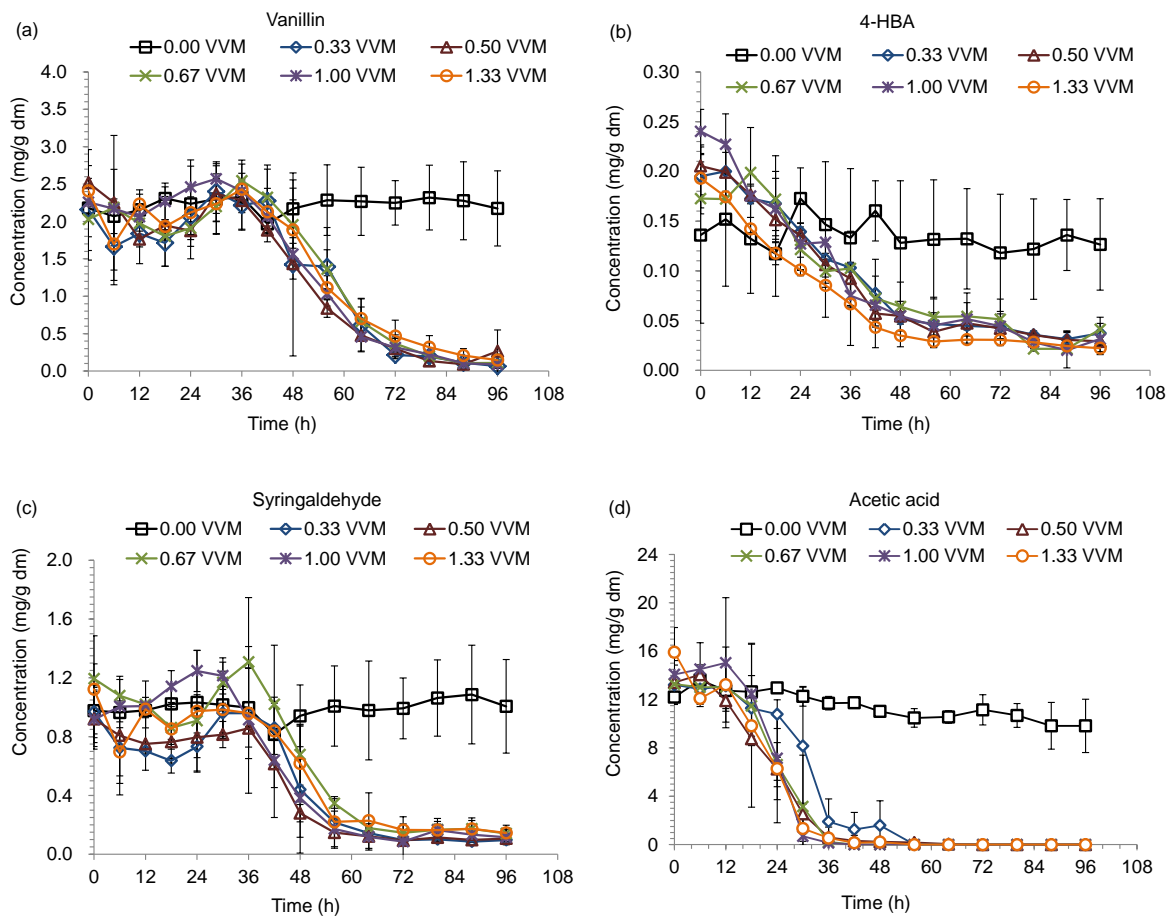 (a)
Vanillin
0.00 VVM 0.33 VVM 0.50 VVM
0.67 VVM 1.00 VVM 1.33 VVM
Concentration (mg/g dm)
4.0
3.5
3.0
2.5
2.0
1.5
1.0
0.5
0.0
0 12 24 36 48 60 72 84 96 108
Time (h)
(b)
4-HBA
0.00 VVM 0.33 VVM 0.50 VVM
0.67 VVM 1.00 VVM 1.33 VVM
Concentration (mg/g dm)
0.30
0.25
0.20
0.15
0.10
0.05
0.00
0 12 24 36 48 60 72 84 96 108
Time (h)
(c)
Syringaldehyde
0.00 VVM 0.33 VVM 0.50 VVM
0.67 VVM 1.00 VVM 1.33 VVM
Concentration (mg/g dm)
2.0
1.8
1.4
1.0
0.8
0.4
0.0
0 12 24 36 48 60 72 84 96 108
Time (h)
(d)
Acetic acid
0.00 VVM 0.33 VVM 0.50 VVM
0.67 VVM 1.00 VVM 1.33 VVM
Concentration (mg/g dm)
24
20
16
12
8
4
0
0 12 24 36 48 60 72 84 96 108
Time (h)